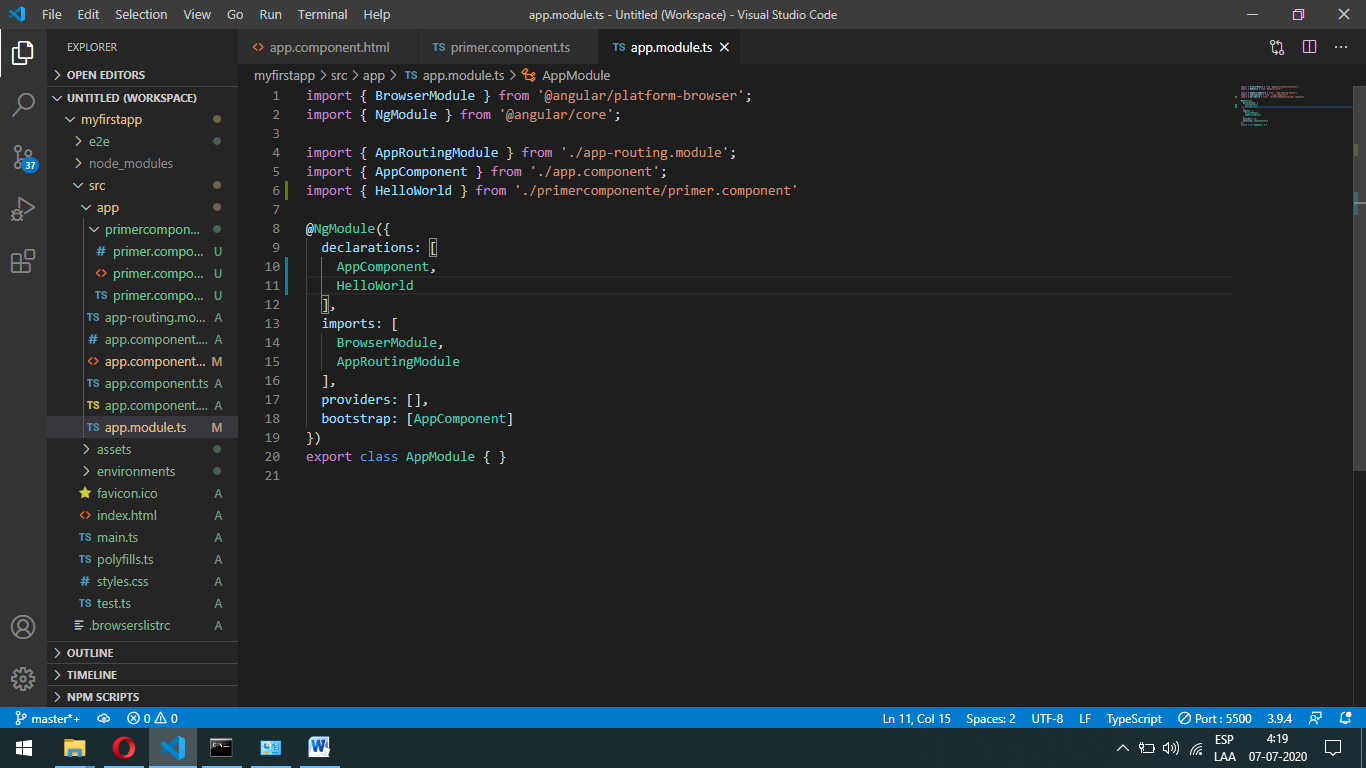 File Edit Selection View Go Run Terminal Help
app.module.ts - Untitled (Workspace) - Visual Studio Code
EXPLORER
OPEN EDITORS
UNTITLED (WORKSPACE)
myfirstapp
e2e
node_modules
37
src
app
primercompon...
# primer.compo... U
<> primer.compo... U
TS primer.compo... U
TS app-routing.mo... A
# app.component.... A
<> app.component... M
TS app.component.ts A
TS app.component.... A
TS app.module.ts M
assets
environments
favicon.ico A
<> index.html A
TS main.ts A
TS polyfills.ts A
# styles.css A
TS test.ts A
.browserslistrc A
OUTLINE
TIMELINE
NPM SCRIPTS
<> app.component.html
TS primer.component.ts
TS app.module.ts
myfirstapp > src > app > TS app.module.ts > AppModule
1 import { BrowserModule } from '@angular/platform-browser';
2 import { NgModule } from '@angular/core';
3
4 import { AppRoutingModule } from './app-routing.module';
5 import { AppComponent } from './app.component';
6 import { HelloWorld } from './primercomponente/primer.component'
7
8 @NgModule({
9 declarations: [
10 AppComponent,
11 HelloWorld
12 ],
13 imports: [
14 BrowserModule,
15 AppRoutingModule
16 ],
17 providers: [],
18 bootstrap: [AppComponent]
19 })
20 export class AppModule { }
21
master*+ 0 0
Ln 11, Col 15 Spaces: 2 UTF-8 LF TypeScript Port : 5500 3.9.4
ESP
LAA
4:19
07-07-2020